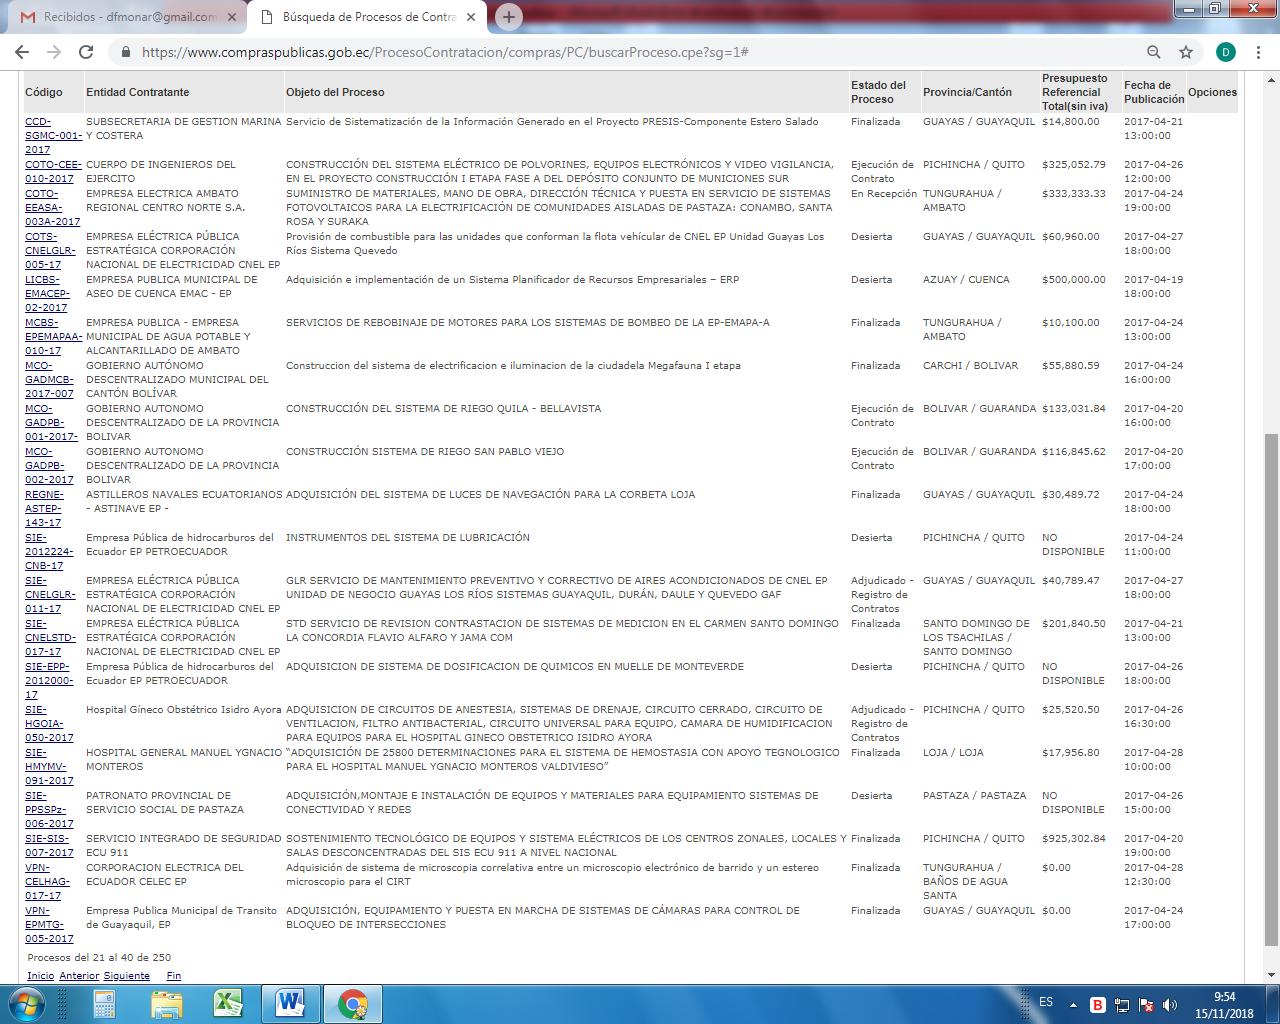 Recibidos - dfmonar@gmail.com
Búsqueda de Procesos de Contra
https://www.compraspublicas.gob.ec/ProcesoContratacion/compras/PC/buscarProceso.cpe?sg=1#
D
Código Entidad Contratante Objeto del Proceso Estado del Proceso Provincia/Cantón Presupuesto Referencial Total(sin iva) Fecha de Publicación Opciones
CCD-SGMC-001-2017 SUBSECRETARIA DE GESTION MARINA Y COSTERA Servicio de Sistematización de la Información Generado en el Proyecto PRESIS-Componente Estero Salado Finalizada GUAYAS / GUAYAQUIL $14,800.00 2017-04-21 13:00:00
COTO-CEE-010-2017 CUERPO DE INGENIEROS DEL EJERCITO CONSTRUCCIÓN DEL SISTEMA ELÉCTRICO DE POLVORINES, EQUIPOS ELECTRÓNICOS Y VIDEO VIGILANCIA, EN EL PROYECTO CONSTRUCCIÓN I ETAPA FASE A DEL DEPÓSITO CONJUNTO DE MUNICIONES SUR Ejecución de Contrato PICHINCHA / QUITO $325,052.79 2017-04-26 12:00:00
COTO-EEASA-003A-2017 EMPRESA ELECTRICA AMBATO REGIONAL CENTRO NORTE S.A. SUMINISTRO DE MATERIALES, MANO DE OBRA, DIRECCIÓN TÉCNICA Y PUESTA EN SERVICIO DE SISTEMAS FOTOVOLTAICOS PARA LA ELECTRIFICACIÓN DE COMUNIDADES AISLADAS DE PASTAZA: CONAMBO, SANTA ROSA Y SURAKA En Recepción TUNGURAHUA / AMBATO $333,333.33 2017-04-24 19:00:00
COTS-CNELGLR-005-17 EMPRESA ELÉCTRICA PÚBLICA ESTRATÉGICA CORPORACIÓN NACIONAL DE ELECTRICIDAD CNEL EP Provisión de combustible para las unidades que conforman la flota vehícular de CNEL EP Unidad Guayas Los Ríos Sistema Quevedo Desierta GUAYAS / GUAYAQUIL $60,960.00 2017-04-27 18:00:00
LICBS-EMACEP-02-2017 EMPRESA PUBLICA MUNICIPAL DE ASEO DE CUENCA EMAC - EP Adquisición e implementación de un Sistema Planificador de Recursos Empresariales – ERP Desierta AZUAY / CUENCA $500,000.00 2017-04-19 18:00:00
MCBS-EPEMAPAA-010-17 EMPRESA PUBLICA - EMPRESA MUNICIPAL DE AGUA POTABLE Y ALCANTARILLADO DE AMBATO SERVICIOS DE REBOBINAJE DE MOTORES PARA LOS SISTEMAS DE BOMBEO DE LA EP-EMAPA-A Finalizada TUNGURAHUA / AMBATO $10,100.00 2017-04-24 13:00:00
MCO-GADMCB-2017-007 GOBIERNO AUTÓNOMO DESCENTRALIZADO MUNICIPAL DEL CANTÓN BOLÍVAR Construccion del sistema de electrificacion e iluminacion de la ciudadela Megafauna I etapa Finalizada CARCHI / BOLIVAR $55,880.59 2017-04-24 16:00:00
MCO-GADPB-001-2017- GOBIERNO AUTONOMO DESCENTRALIZADO DE LA PROVINCIA BOLIVAR CONSTRUCCIÓN DEL SISTEMA DE RIEGO QUILA - BELLAVISTA Ejecución de Contrato BOLIVAR / GUARANDA $133,031.84 2017-04-20 16:00:00
MCO-GADPB-002-2017 GOBIERNO AUTONOMO DESCENTRALIZADO DE LA PROVINCIA BOLIVAR CONSTRUCCIÓN SISTEMA DE RIEGO SAN PABLO VIEJO Ejecución de Contrato BOLIVAR / GUARANDA $116,845.62 2017-04-20 17:00:00
REGNE-ASTEP-143-17 ASTILLEROS NAVALES ECUATORIANOS - ASTINAVE EP - ADQUISICIÓN DEL SISTEMA DE LUCES DE NAVEGACIÓN PARA LA CORBETA LOJA Finalizada GUAYAS / GUAYAQUIL $30,489.72 2017-04-24 18:00:00
SIE-2012224-CNB-17 Empresa Pública de hidrocarburos del Ecuador EP PETROECUADOR INSTRUMENTOS DEL SISTEMA DE LUBRICACIÓN Desierta PICHINCHA / QUITO NO DISPONIBLE 2017-04-24 11:00:00
SIE-CNELGLR-011-17 EMPRESA ELÉCTRICA PÚBLICA ESTRATÉGICA CORPORACIÓN NACIONAL DE ELECTRICIDAD CNEL EP GLR SERVICIO DE MANTENIMIENTO PREVENTIVO Y CORRECTIVO DE AIRES ACONDICIONADOS DE CNEL EP UNIDAD DE NEGOCIO GUAYAS LOS RÍOS SISTEMAS GUAYAQUIL, DURÁN, DAULE Y QUEVEDO GAF Adjudicado - Registro de Contratos GUAYAS / GUAYAQUIL $40,789.47 2017-04-27 18:00:00
SIE-CNELSTD-017-17 EMPRESA ELÉCTRICA PÚBLICA ESTRATÉGICA CORPORACIÓN NACIONAL DE ELECTRICIDAD CNEL EP STD SERVICIO DE REVISION CONTRASTACION DE SISTEMAS DE MEDICION EN EL CARMEN SANTO DOMINGO LA CONCORDIA FLAVIO ALFARO Y JAMA COM Finalizada SANTO DOMINGO DE LOS TSACHILAS / SANTO DOMINGO $201,840.50 2017-04-21 13:00:00
SIE-EPP-2012000-17 Empresa Pública de hidrocarburos del Ecuador EP PETROECUADOR ADQUISICION DE SISTEMA DE DOSIFICACION DE QUIMICOS EN MUELLE DE MONTEVERDE Desierta PICHINCHA / QUITO NO DISPONIBLE 2017-04-26 18:00:00
SIE-HGOIA-050-2017 Hospital Gíneco Obstétrico Isidro Ayora ADQUISICION DE CIRCUITOS DE ANESTESIA, SISTEMAS DE DRENAJE, CIRCUITO CERRADO, CIRCUITO DE VENTILACION, FILTRO ANTIBACTERIAL, CIRCUITO UNIVERSAL PARA EQUIPO, CAMARA DE HUMIDIFICACION PARA EQUIPOS PARA EL HOSPITAL GINECO OBSTETRICO ISIDRO AYORA Adjudicado - Registro de Contratos PICHINCHA / QUITO $25,520.50 2017-04-26 16:30:00
SIE-HMYMV-091-2017 HOSPITAL GENERAL MANUEL YGNACIO MONTEROS “ADQUISICIÓN DE 25800 DETERMINACIONES PARA EL SISTEMA DE HEMOSTASIA CON APOYO TEGNOLOGICO PARA EL HOSPITAL MANUEL YGNACIO MONTEROS VALDIVIESO” Finalizada LOJA / LOJA $17,956.80 2017-04-28 10:00:00
SIE-PPSSPz-006-2017 PATRONATO PROVINCIAL DE SERVICIO SOCIAL DE PASTAZA ADQUISICIÓN,MONTAJE E INSTALACIÓN DE EQUIPOS Y MATERIALES PARA EQUIPAMIENTO SISTEMAS DE CONECTIVIDAD Y REDES Desierta PASTAZA / PASTAZA NO DISPONIBLE 2017-04-26 15:00:00
SIE-SIS-007-2017 SERVICIO INTEGRADO DE SEGURIDAD ECU 911 SOSTENIMIENTO TECNOLÓGICO DE EQUIPOS Y SISTEMA ELÉCTRICOS DE LOS CENTROS ZONALES, LOCALES Y SALAS DESCONCENTRADAS DEL SIS ECU 911 A NIVEL NACIONAL Finalizada PICHINCHA / QUITO $925,302.84 2017-04-20 19:00:00
VPN-CELHAG-017-17 CORPORACION ELECTRICA DEL ECUADOR CELEC EP Adquisición de sistema de microscopia correlativa entre un microscopio electrónico de barrido y un estereo microscopio para el CIRT Finalizada TUNGURAHUA / BAÑOS DE AGUA SANTA $0.00 2017-04-28 12:30:00
VPN-EPMTG-005-2017 Empresa Publica Municipal de Transito de Guayaquil, EP ADQUISICIÓN, EQUIPAMIENTO Y PUESTA EN MARCHA DE SISTEMAS DE CÁMARAS PARA CONTROL DE BLOQUEO DE INTERSECCIONES Finalizada GUAYAS / GUAYAQUIL $0.00 2017-04-24 17:00:00
Procesos del 21 al 40 de 250
Inicio Anterior Siguiente Fin
ES 9:54
15/11/2018